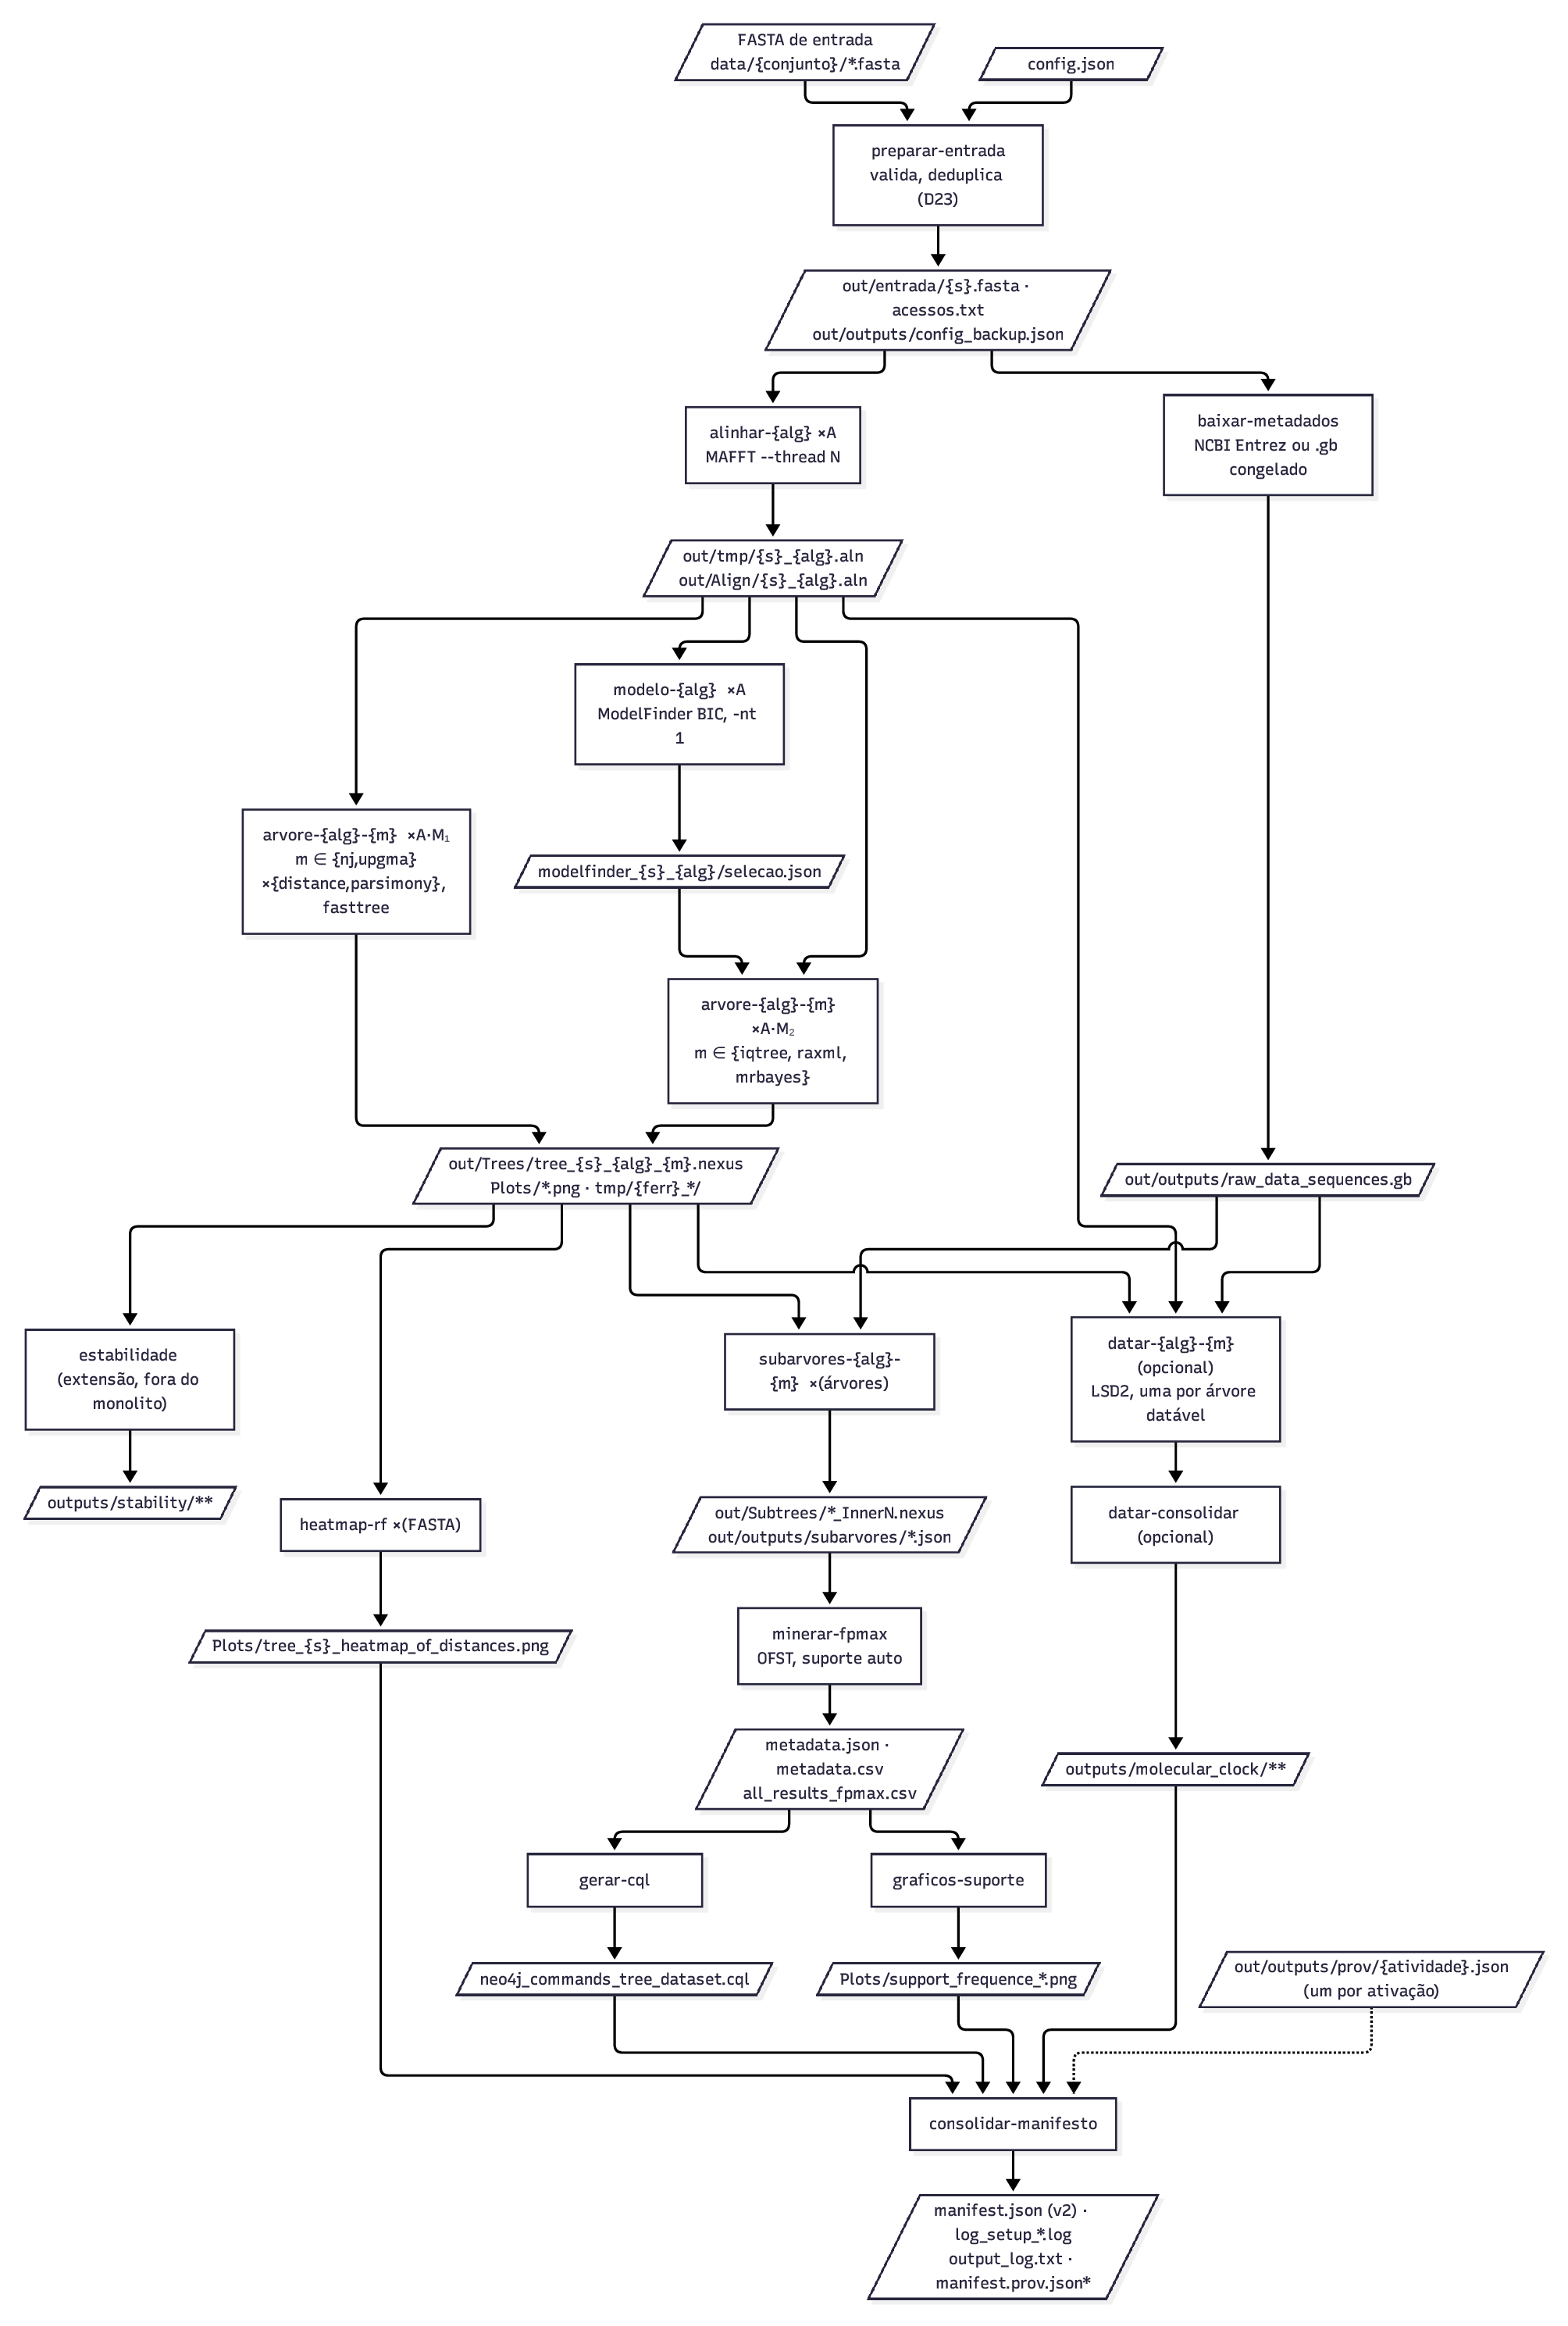 FASTA de entrada
data/{conjunto}/*.fasta
config.json
preparar-entrada
valida, deduplica
(D23)
out/entrada/{s}.fasta ·
acessos.txt
out/outputs/config_backup.json
alinhar-{alg} ×A
MAFFT --thread N
baixar-metadados
NCBI Entrez ou .gb
congelado
out/tmp/{s}_{alg}.aln
out/Align/{s}_{alg}.aln
modelo-{alg} ×A
ModelFinder BIC, -nt
1
arvore-{alg}-{m} ×A·M₁
m ∈ {nj,upgma}
×{distance,parsimony},
fasttree
modelfinder_{s}_{alg}/selecao.json
arvore-{alg}-{m}
×A·M₂
m ∈ {iqtree, raxml,
mrbayes}
out/Trees/tree_{s}_{alg}_{m}.nexus
Plots/*.png · tmp/{ferr}_*/
out/outputs/raw_data_sequences.gb
estabilidade
(extensão, fora do
monolito)
subarvores-{alg}-
{m} ×(árvores)
datar-{alg}-{m}
(opcional)
LSD2, uma por árvore
datável
outputs/stability/**
heatmap-rf ×(FASTA)
out/Subtrees/*_InnerN.nexus
out/outputs/subarvores/*.json
datar-consolidar
(opcional)
Plots/tree_{s}_heatmap_of_distances.png
minerar-fpmax
OFST, suporte auto
metadata.json ·
metadata.csv
all_results_fpmax.csv
outputs/molecular_clock/**
gerar-cql
graficos-suporte
neo4j_commands_tree_dataset.cql
Plots/support_frequence_*.png
out/outputs/prov/{atividade}.json
(um por ativação)
consolidar-manifesto
manifest.json (v2) ·
log_setup_*.log
output_log.txt ·
manifest.prov.json*